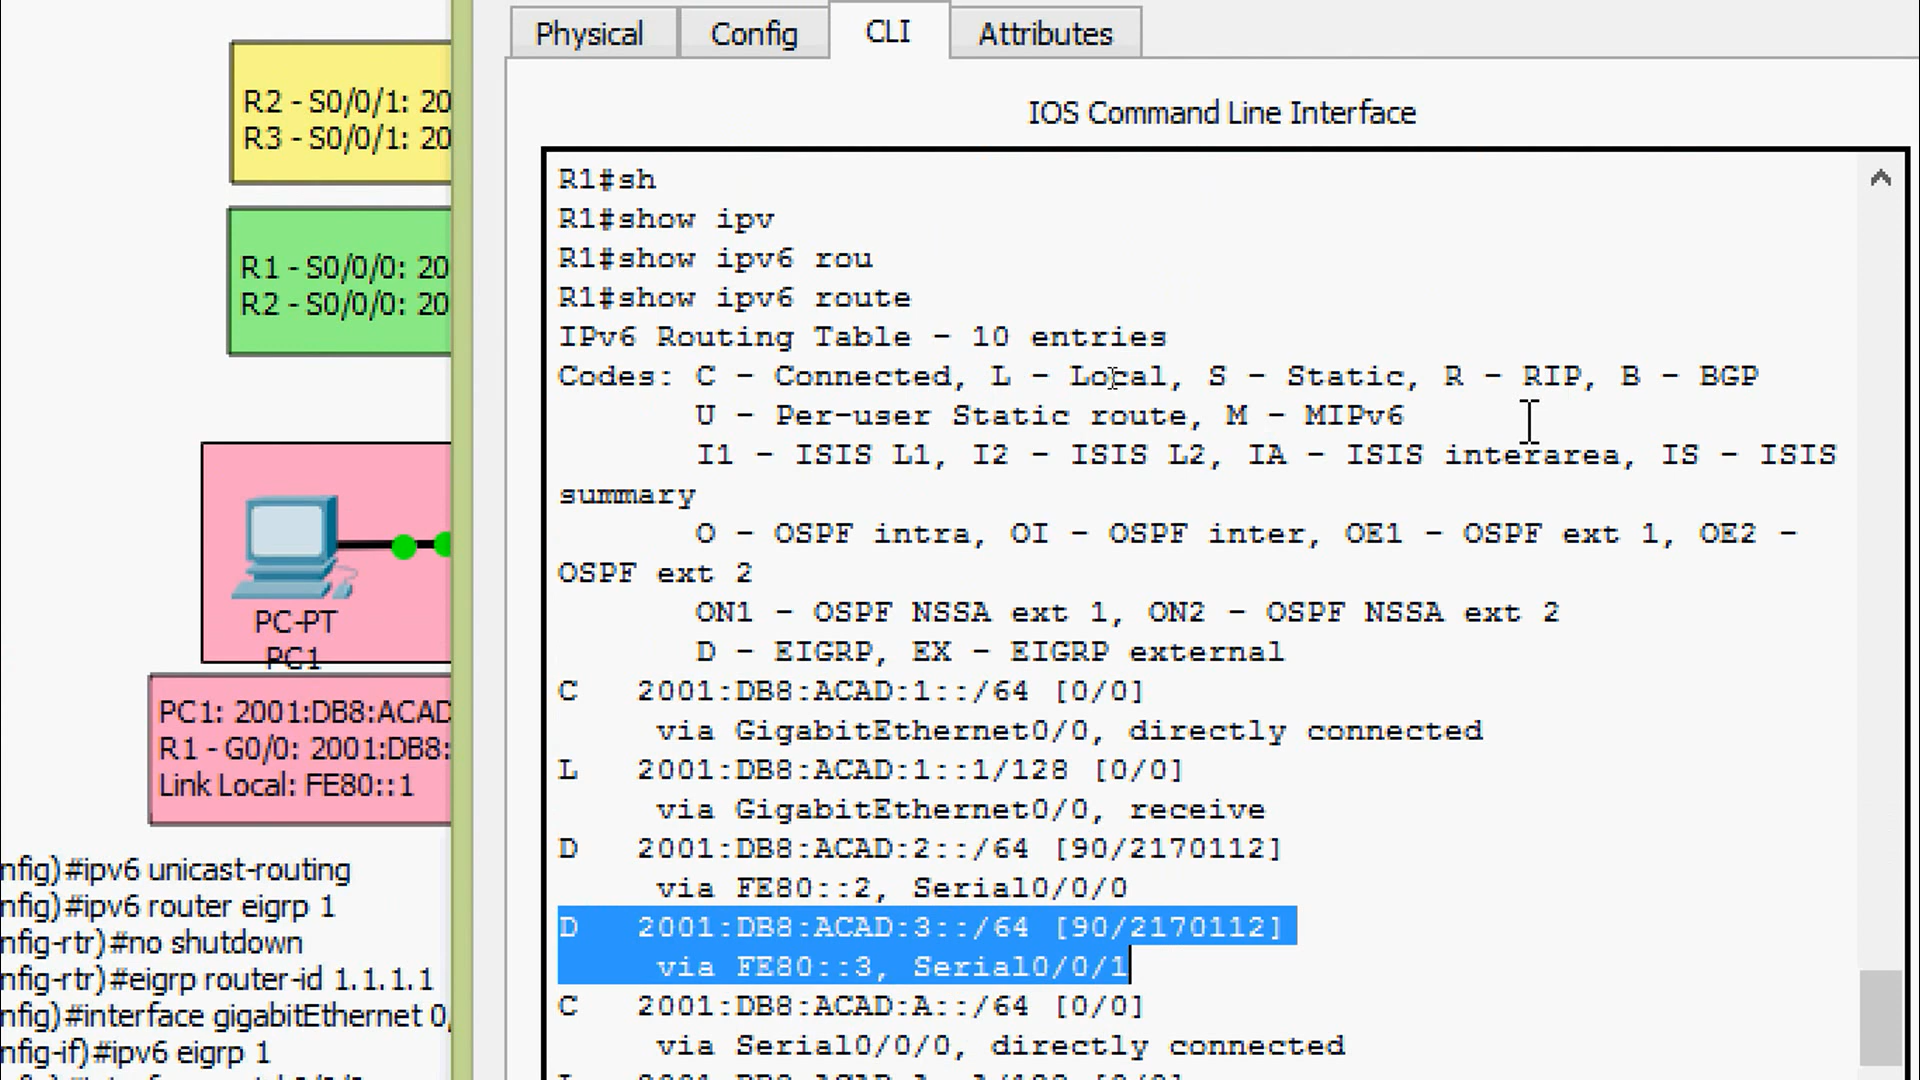 Physical
Config
CLI
Attributes
IOS Command Line Interface
R2 - S0/0/1: 20
R3 - S0/0/1: 20
R1 - S0/0/0: 20
R2 - S0/0/0: 20
PC-PT
PC1
PC1: 2001:DB8:ACAD
R1 - G0/0: 2001:DB8:
Link Local: FE80::1
nfig)#ipv6 unicast-routing
nfig)#ipv6 router eigrp 1
nfig-rtr)#no shutdown
nfig-rtr)#eigrp router-id 1.1.1.1
nfig)#interface gigabitEthernet 0/
nfig-if)#ipv6 eigrp 1
R1#sh
R1#show ipv
R1#show ipv6 rou
R1#show ipv6 route
IPv6 Routing Table - 10 entries
Codes: C - Connected, L - Local, S - Static, R - RIP, B - BGP
U - Per-user Static route, M - MIPv6
I1 - ISIS L1, I2 - ISIS L2, IA - ISIS interarea, IS - ISIS
summary
O - OSPF intra, OI - OSPF inter, OE1 - OSPF ext 1, OE2 -
OSPF ext 2
ON1 - OSPF NSSA ext 1, ON2 - OSPF NSSA ext 2
D - EIGRP, EX - EIGRP external
C 2001:DB8:ACAD:1::/64 [0/0]
via GigabitEthernet0/0, directly connected
L 2001:DB8:ACAD:1::1/128 [0/0]
via GigabitEthernet0/0, receive
D 2001:DB8:ACAD:2::/64 [90/2170112]
via FE80::2, Serial0/0/0
D 2001:DB8:ACAD:3::/64 [90/2170112]
via FE80::3, Serial0/0/1
C 2001:DB8:ACAD:A::/64 [0/0]
via Serial0/0/0, directly connected